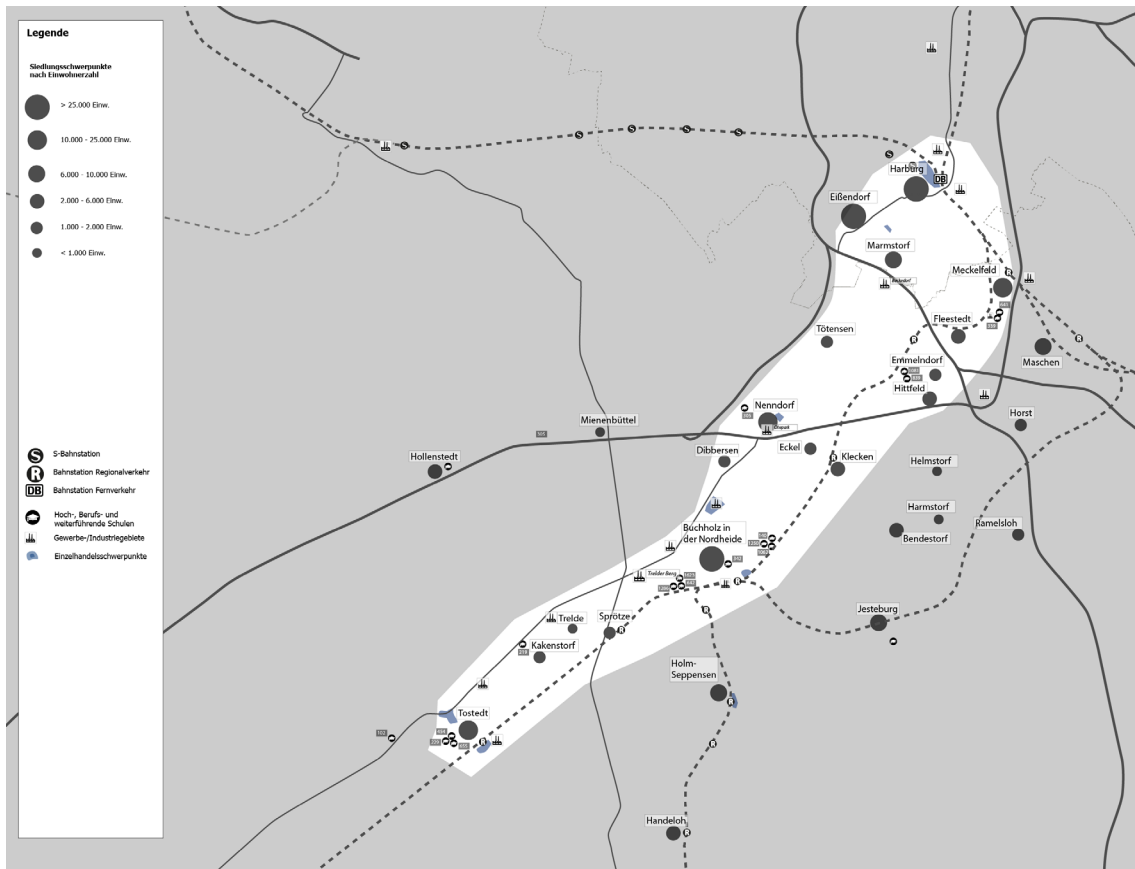 Legende
Siedlungsschwerpunkte
nach Einwohnerzahl
> 25.000 Einw.
10.000 - 25.000 Einw.
6.000 - 10.000 Einw.
2.000 - 6.000 Einw.
1.000 - 2.000 Einw.
< 1.000 Einw.
S S-Bahnstation
R Bahnstation Regionalverkehr
DB Bahnstation Fernverkehr
Hoch-, Berufs- und
weiterführende Schulen
Gewerbe-/Industriegebiete
Einzelhandelsschwerpunkte
S
S
S
S
S
S
Harburg
DB
Eißendorf
Marmstorf
Meckelfeld
R
Fleestedt
Tötensen
R
R
Maschen
Emmelndorf
Hittfeld
Nenndorf
Mienenbüttel
Horst
Hollenstedt
Dibbersen
Eckel
R
Klecken
Helmstorf
Harmstorf
Bendestorf
Ramelsloh
Buchholz in
der Nordheide
Trelder Berg
R
R
Jesteburg
Trelde
Sprötze
R
Kakenstorf
Holm-
Seppensen
R
Tostedt
R
R
Handeloh
R